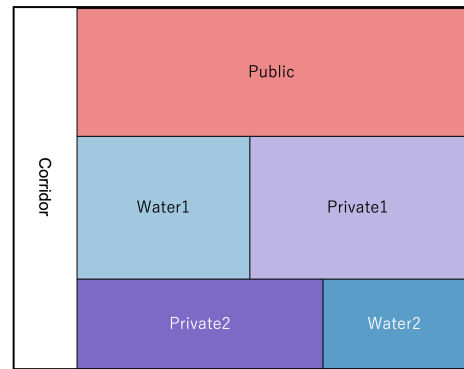 Public
Corridor
Water1
Private1
Private2
Water2